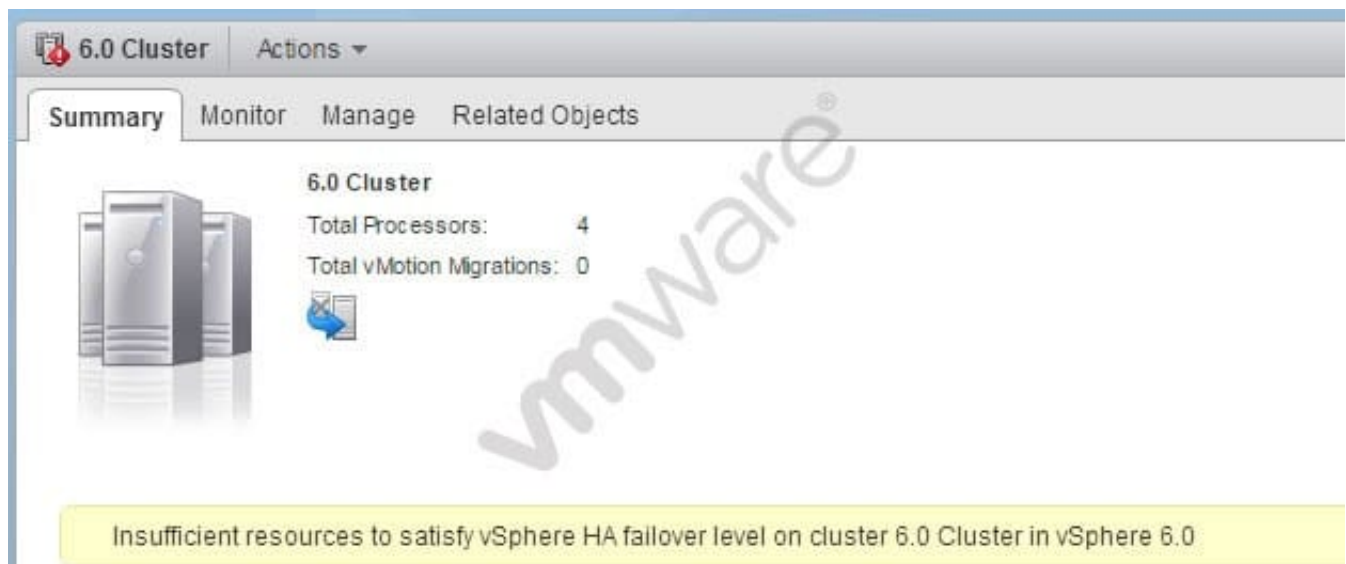 6.0 Cluster Actions
Summary Monitor Manage Related Objects
6.0 Cluster
Total Processors: 4
Total vMotion Migrations: 0
vmware®
Insufficient resources to satisfy vSphere HA failover level on cluster 6.0 Cluster in vSphere 6.0